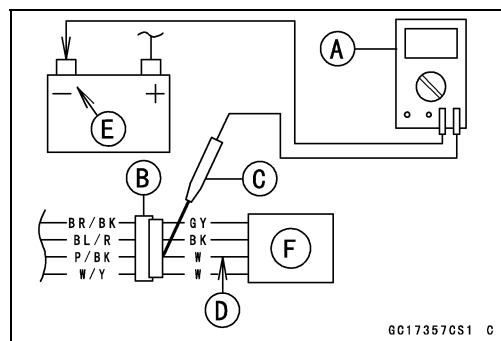 A
− +
E
B
C
BR/BK GY
BL/R BK
P/BK W
W/Y W
F
D
GC17357CS1 C